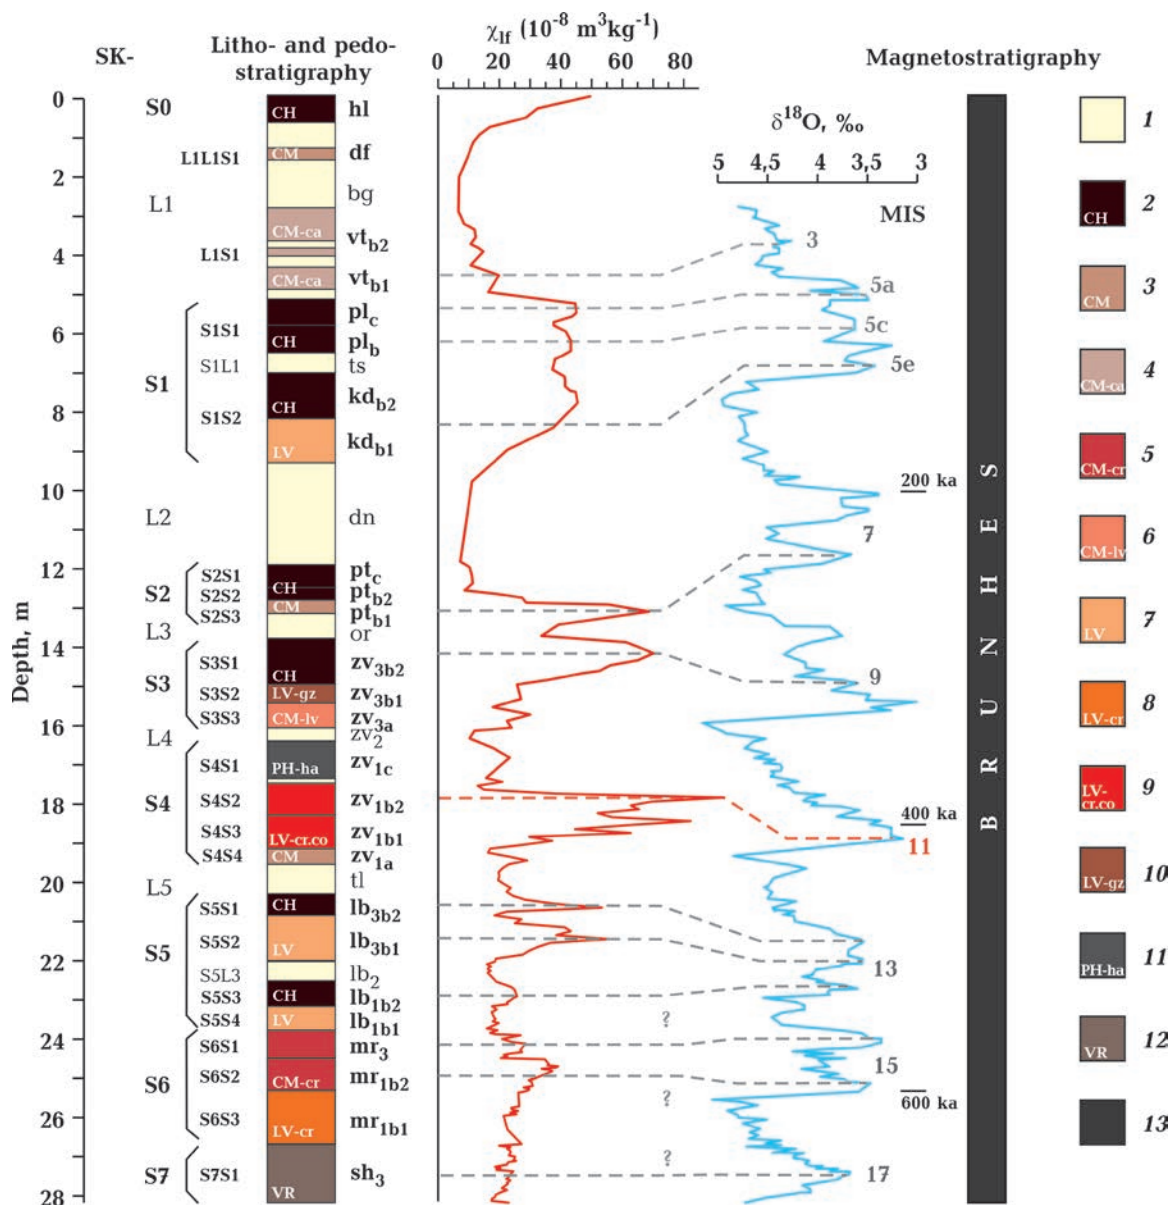 SK-
Litho- and pedo-
stratigraphy
χlf (10-8 m3kg-1)
Magnetostratigraphy
0 20 40 60 80
δ18O, ‰
5 4,5 4 3,5 3
MIS
Depth, m
0
2
4
6
8
10
12
14
16
18
20
22
24
26
28
S0
L1
S1
L2
S2
L3
S3
L4
S4
L5
S5
S6
S7
L1L1S1
L1S1
S1S1
S1L1
S1S2
S2S1
S2S2
S2S3
S3S1
S3S2
S3S3
S4S1
S4S2
S4S3
S4S4
S5S1
S5S2
S5L3
S5S3
S5S4
S6S1
S6S2
S6S3
S7S1
CH
CM
CM-ca
CM-ca
CH
CH
LV
CH
CM
CH
LV-gz
CM-lv
PH-ha
LV-cr.co
CM
CH
LV
CH
LV
CM-cr
LV-cr
VR
hl
df
bg
vtb2
vtb1
plc
plb
ts
kdb2
kdb1
dn
ptc
ptb2
ptb1
or
zv3b2
zv3b1
zv3a
zv2
zv1c
zv1b2
zv1b1
zv1a
tl
lb3b2
lb3b1
lb2
lb1b2
lb1b1
mr3
mr1b2
mr1b1
sh3
?
?
?
3
5a
5c
5e
200 ka
7
9
400 ka
11
13
15
600 ka
17
BRUNHES
1
CH 2
CM 3
CM-ca 4
CM-cr 5
CM-lv 6
LV 7
LV-cr 8
LV-
cr.co 9
LV-gz 10
PH-ha 11
VR 12
13